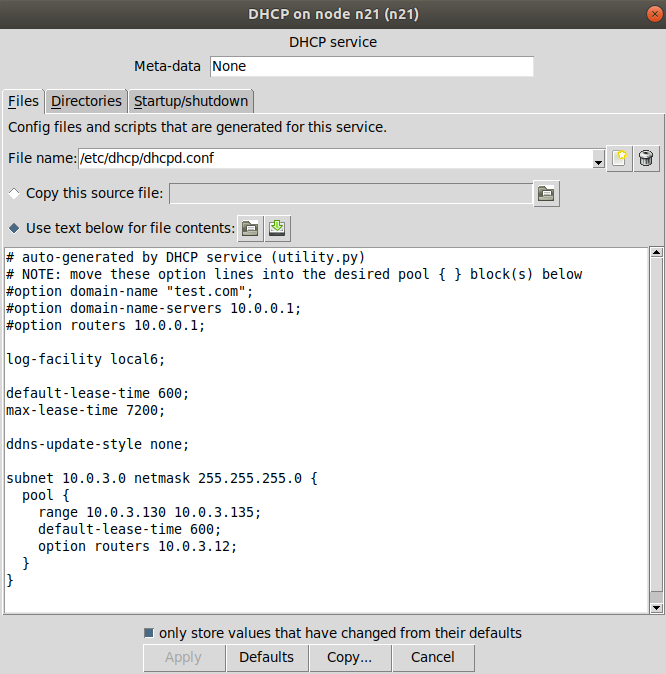 DHCP on node n21 (n21)
DHCP service
Meta-data None
Files Directories Startup/shutdown
Config files and scripts that are generated for this service.
File name: /etc/dhcp/dhcpd.conf
Copy this source file:
Use text below for file contents:
# auto-generated by DHCP service (utility.py)
# NOTE: move these option lines into the desired pool { } block(s) below
#option domain-name "test.com";
#option domain-name-servers 10.0.0.1;
#option routers 10.0.0.1;
log-facility local6;
default-lease-time 600;
max-lease-time 7200;
ddns-update-style none;
subnet 10.0.3.0 netmask 255.255.255.0 {
  pool {
    range 10.0.3.130 10.0.3.135;
    default-lease-time 600;
    option routers 10.0.3.12;
  }
}
only store values that have changed from their defaults
Apply Defaults Copy... Cancel